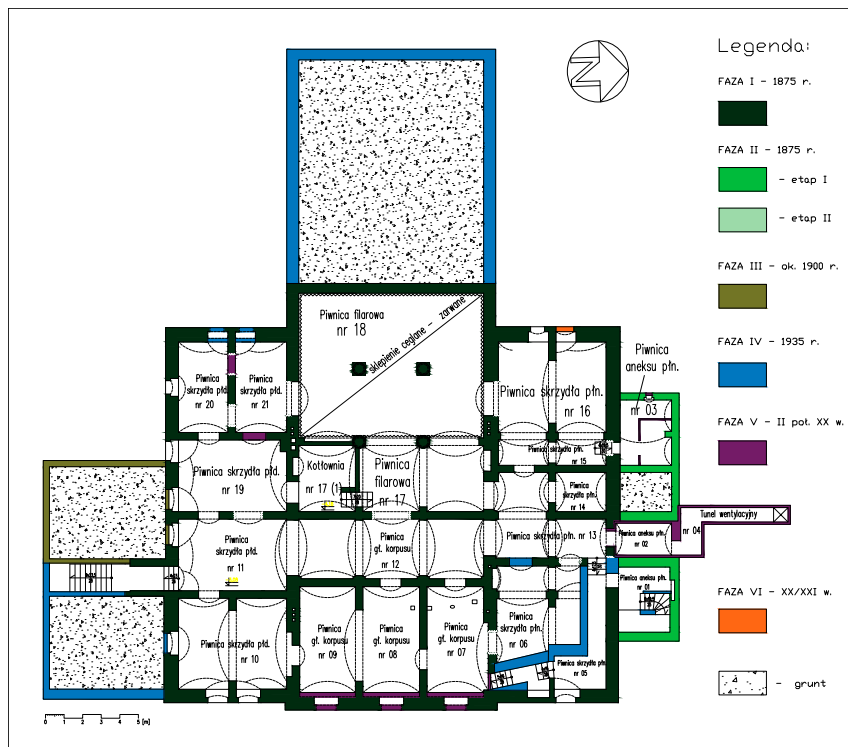 Legenda:
FAZA I - 1875 r.
FAZA II - 1875 r.
- etap I
- etap II
FAZA III - ok. 1900 r.
FAZA IV - 1935 r.
FAZA V - II poł. XX w.
FAZA VI - XX/XXI w.
- grunt
N
Piwnica filarowa
nr 18
sklepienie ceglane - zarwane
Piwnica
skrzydła płd.
nr 20
Piwnica
skrzydła płd.
nr 21
Piwnica skrzydła płn.
nr 16
Piwnica
aneksu płn.
nr 03
Piwnica skrzydła płn.
nr 15
Piwnica skrzydła płd.
nr 19
Kotłownia
nr 17 (1)
Piwnica
filarowa
nr 17
Piwnica
skrzydła płn.
nr 14
Tunel wentylacyjny
nr 04
Piwnica
skrzydła płd.
nr 11
Piwnica
gł. korpusu
nr 12
Piwnica skrzydła płn. nr 13
Piwnica aneksu płn.
nr 02
Piwnica aneksu płn.
nr 01
Piwnica skrzydła płd.
nr 10
Piwnica
gł. korpusu
nr 09
Piwnica
gł. korpusu
nr 08
Piwnica
gł. korpusu
nr 07
Piwnica
skrzydła płn.
nr 06
Piwnica skrzydła płn.
nr 05
0 1 2 3 4 5 [m]